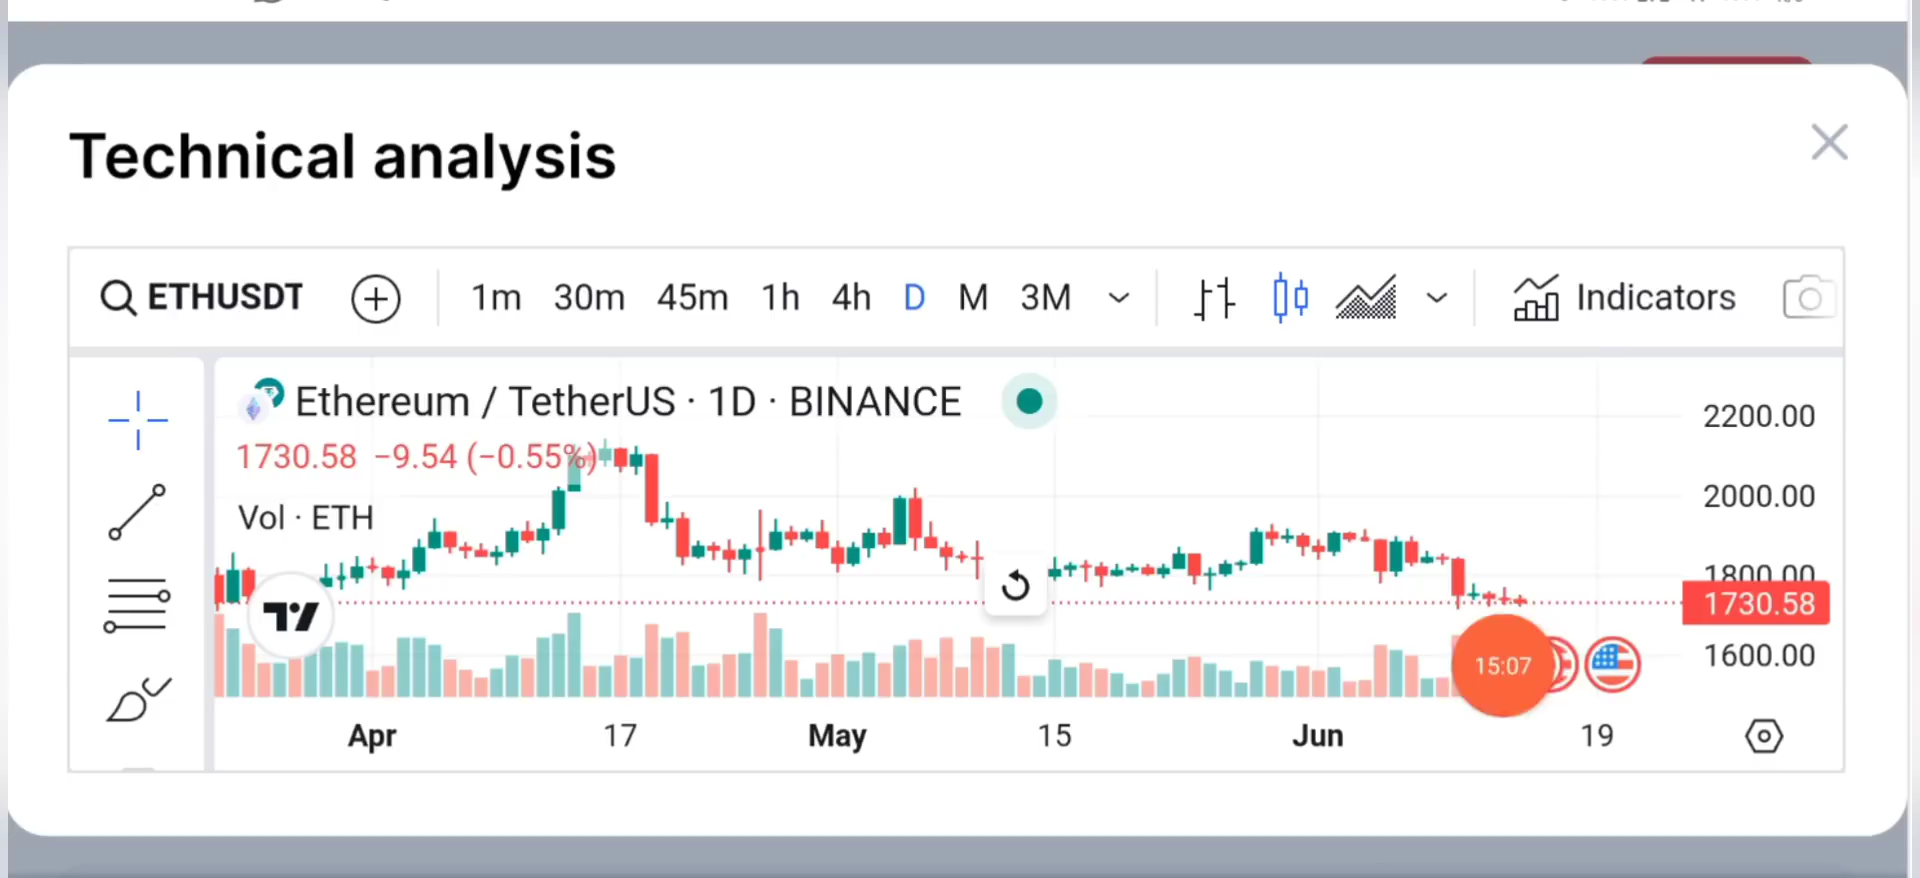 Technical analysis
ETHUSDT 1m 30m 45m 1h 4h D M 3M Indicators
Ethereum / TetherUS · 1D · BINANCE
1730.58 −9.54 (−0.55%)
Vol · ETH
2200.00
2000.00
1800.00
1730.58
1600.00
15:07
Apr 17 May 15 Jun 19